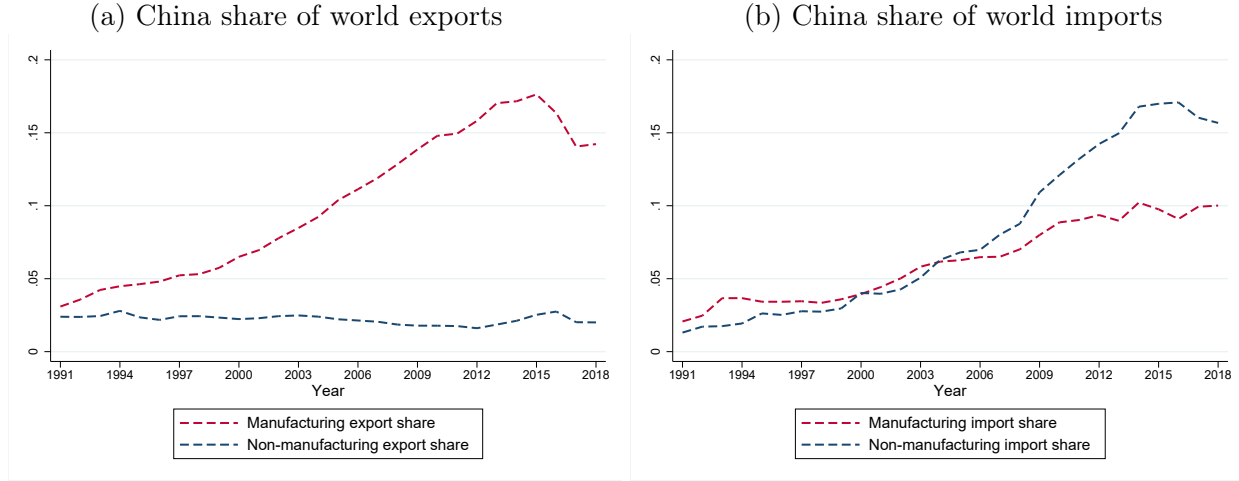 (a) China share of world exports
.2
.15
.1
.05
0
1991 1994 1997 2000 2003 2006 2009 2012 2015 2018
Year
Manufacturing export share
Non-manufacturing export share
(b) China share of world imports
.2
.15
.1
.05
0
1991 1994 1997 2000 2003 2006 2009 2012 2015 2018
Year
Manufacturing import share
Non-manufacturing import share